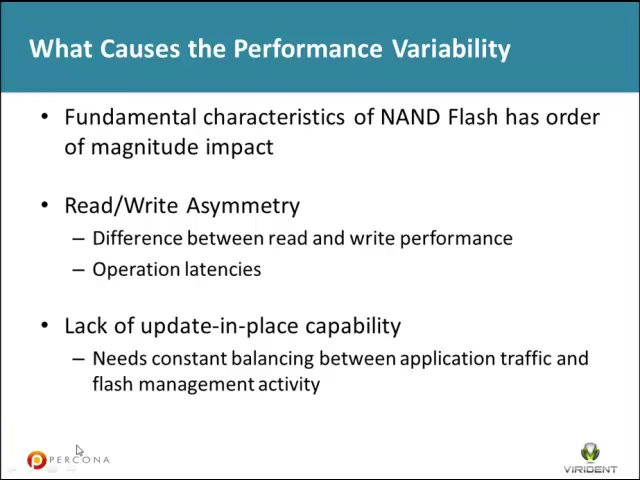 What Causes the Performance Variability
• Fundamental characteristics of NAND Flash has order
of magnitude impact
• Read/Write Asymmetry
– Difference between read and write performance
– Operation latencies
• Lack of update-in-place capability
– Needs constant balancing between application traffic and
flash management activity
PERCONA
VIRIDENT